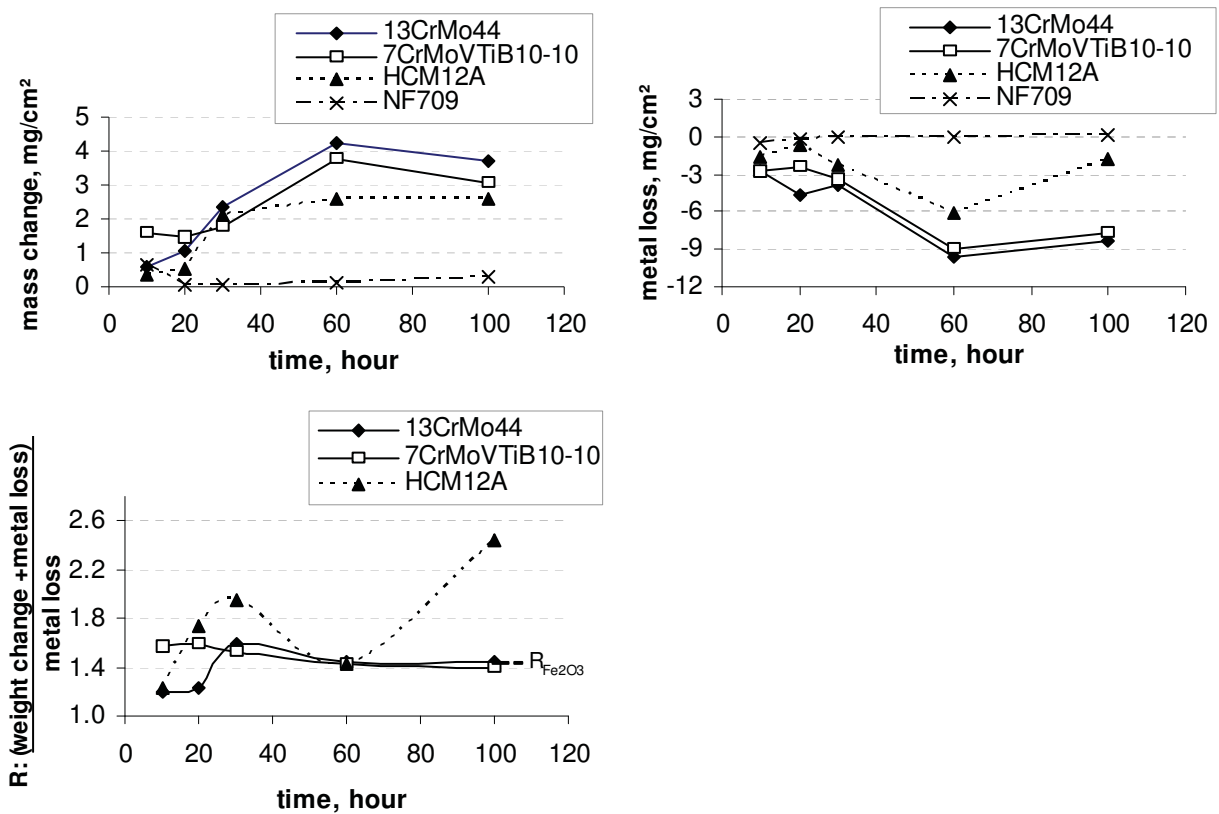 13CrMo44
7CrMoVTiB10-10
HCM12A
NF709
mass change, mg/cm²
5
4
3
2
1
0
0 20 40 60 80 100 120
time, hour
13CrMo44
7CrMoVTiB10-10
HCM12A
NF709
metal loss, mg/cm²
3
0
-3
-6
-9
-12
0 20 40 60 80 100 120
time, hour
13CrMo44
7CrMoVTiB10-10
HCM12A
R: (weight change +metal loss)
metal loss
2.6
2.2
1.8
1.4
1.0
RFe2O3
0 20 40 60 80 100 120
time, hour